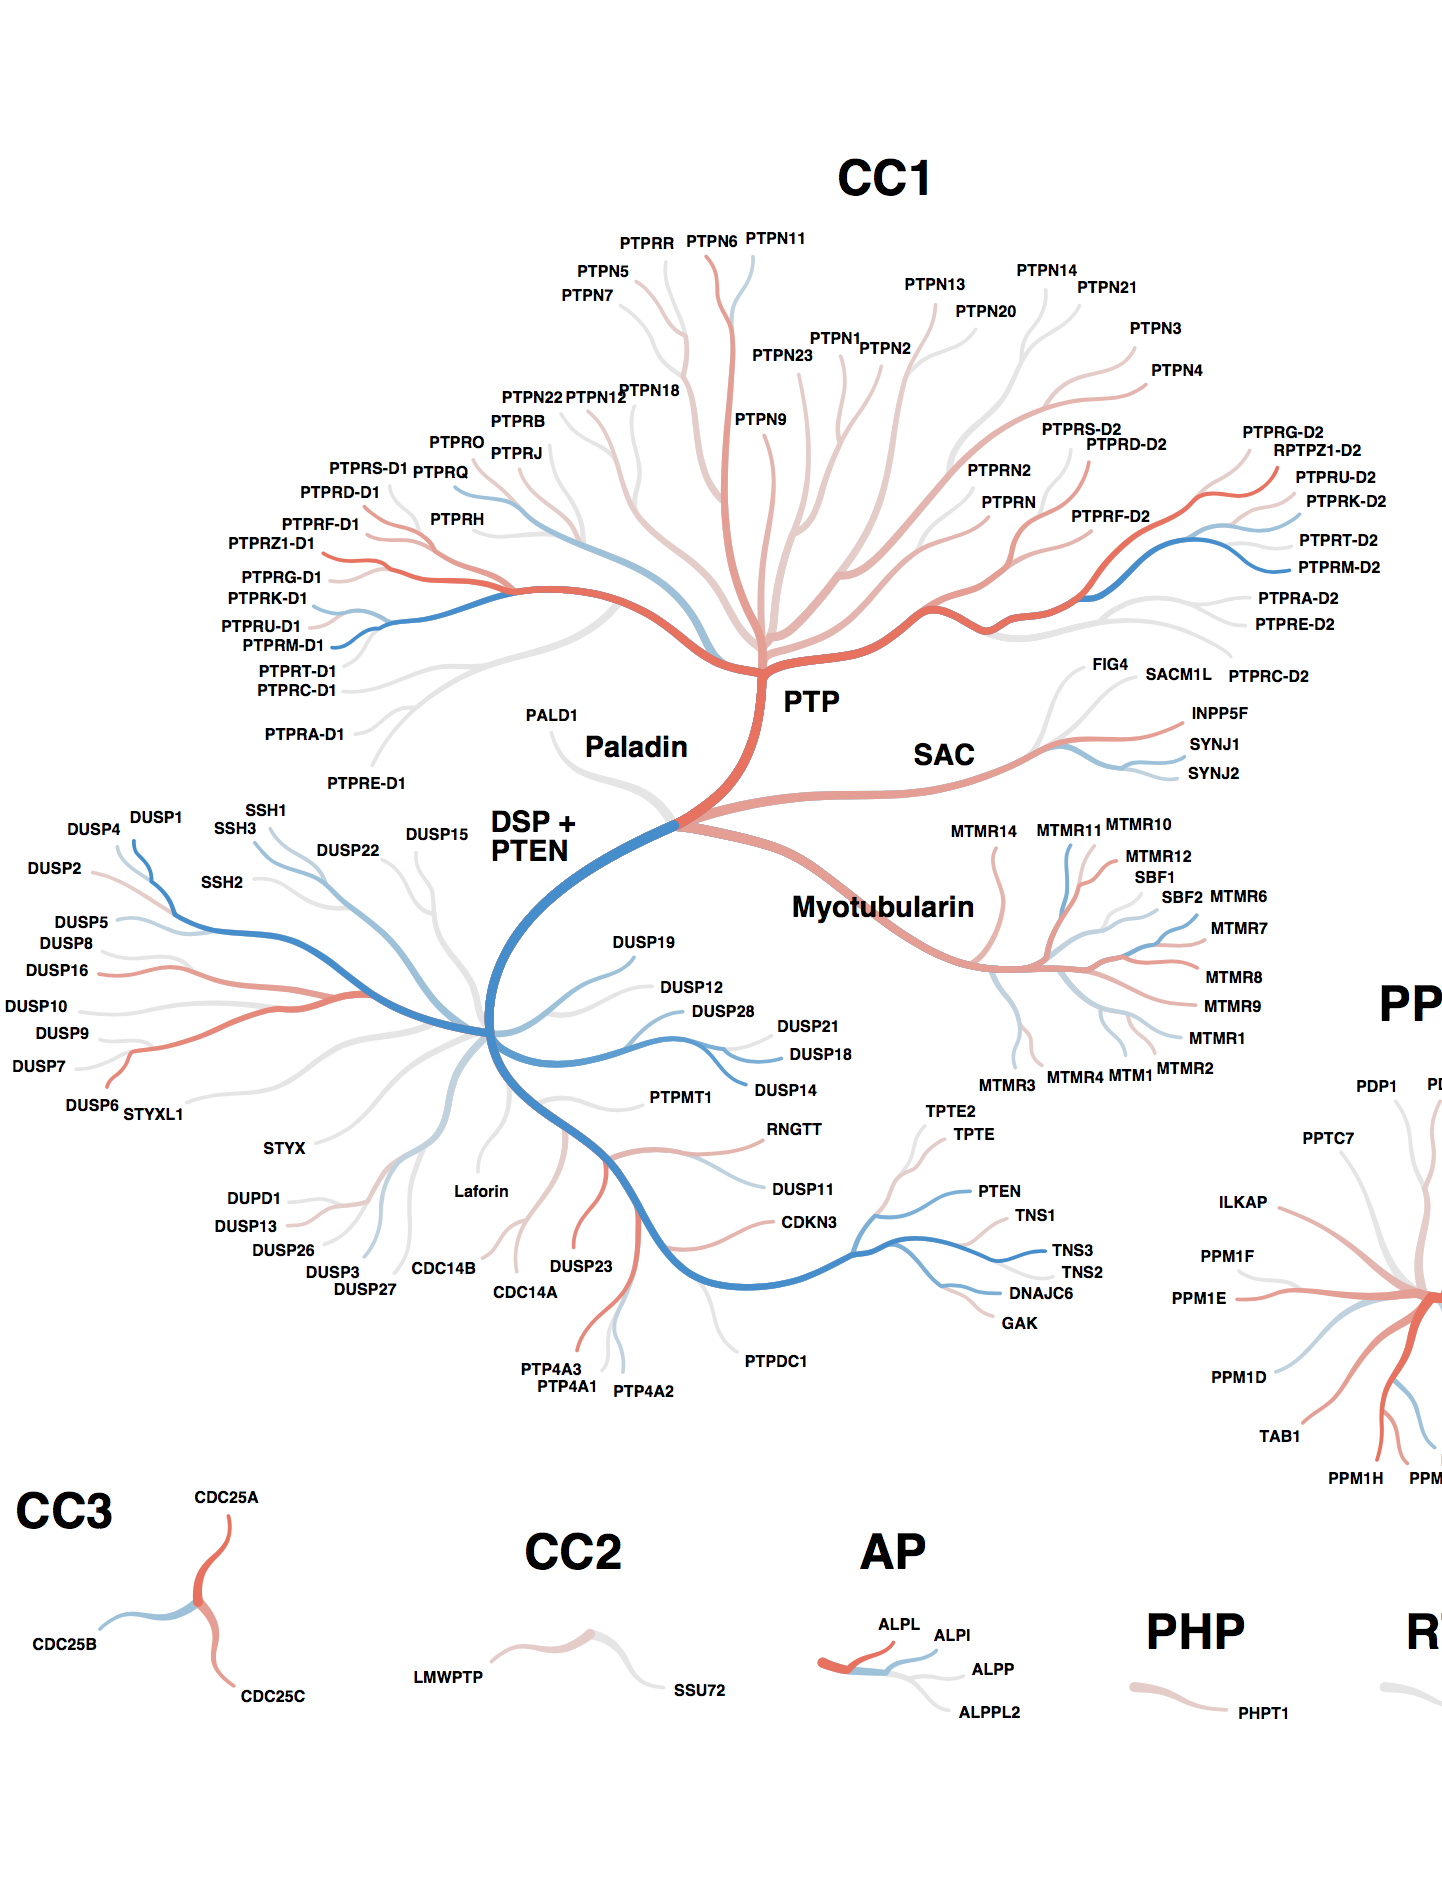 CC1
PTPRR
PTPN6
PTPN11
PTPN5
PTPN7
PTPN13
PTPN20
PTPN14
PTPN21
PTPN3
PTPN4
PTPN23
PTPN1
PTPN2
PTPN9
PTPN22
PTPN12
PTPN18
PTPRB
PTPRO
PTPRJ
PTPRS-D1
PTPRQ
PTPRD-D1
PTPRH
PTPRF-D1
PTPRZ1-D1
PTPRG-D1
PTPRK-D1
PTPRU-D1
PTPRM-D1
PTPRT-D1
PTPRC-D1
PTPRA-D1
PTPRE-D1
PTPRS-D2
PTPRD-D2
PTPRN2
PTPRN
PTPRF-D2
PTPRG-D2
RPTPZ1-D2
PTPRU-D2
PTPRK-D2
PTPRT-D2
PTPRM-D2
PTPRA-D2
PTPRE-D2
PTPRC-D2
PTP
PALD1
Paladin
SAC
FIG4
SACM1L
INPP5F
SYNJ1
SYNJ2
DSP +
PTEN
Myotubularin
MTMR14
MTMR11
MTMR10
MTMR12
SBF1
SBF2
MTMR6
MTMR7
MTMR8
MTMR9
MTMR1
MTMR2
MTM1
MTMR4
MTMR3
SSH1
SSH3
SSH2
DUSP22
DUSP15
DUSP1
DUSP4
DUSP2
DUSP5
DUSP8
DUSP16
DUSP10
DUSP9
DUSP7
DUSP6
STYXL1
STYX
DUSP19
DUSP12
DUSP28
DUSP21
DUSP18
DUSP14
PTPMT1
RNGTT
DUSP11
CDKN3
TPTE2
TPTE
PTEN
TNS1
TNS3
TNS2
DNAJC6
GAK
Laforin
DUPD1
DUSP13
DUSP26
DUSP3
DUSP27
CDC14B
CDC14A
DUSP23
PTP4A3
PTP4A1
PTP4A2
PTPDC1
PP
PDP1
PD
PPTC7
ILKAP
PPM1F
PPM1E
PPM1D
TAB1
PPM1H
PPM
CC3
CDC25A
CDC25B
CDC25C
CC2
LMWPTP
SSU72
AP
ALPL
ALPI
ALPP
ALPPL2
PHP
PHPT1
R